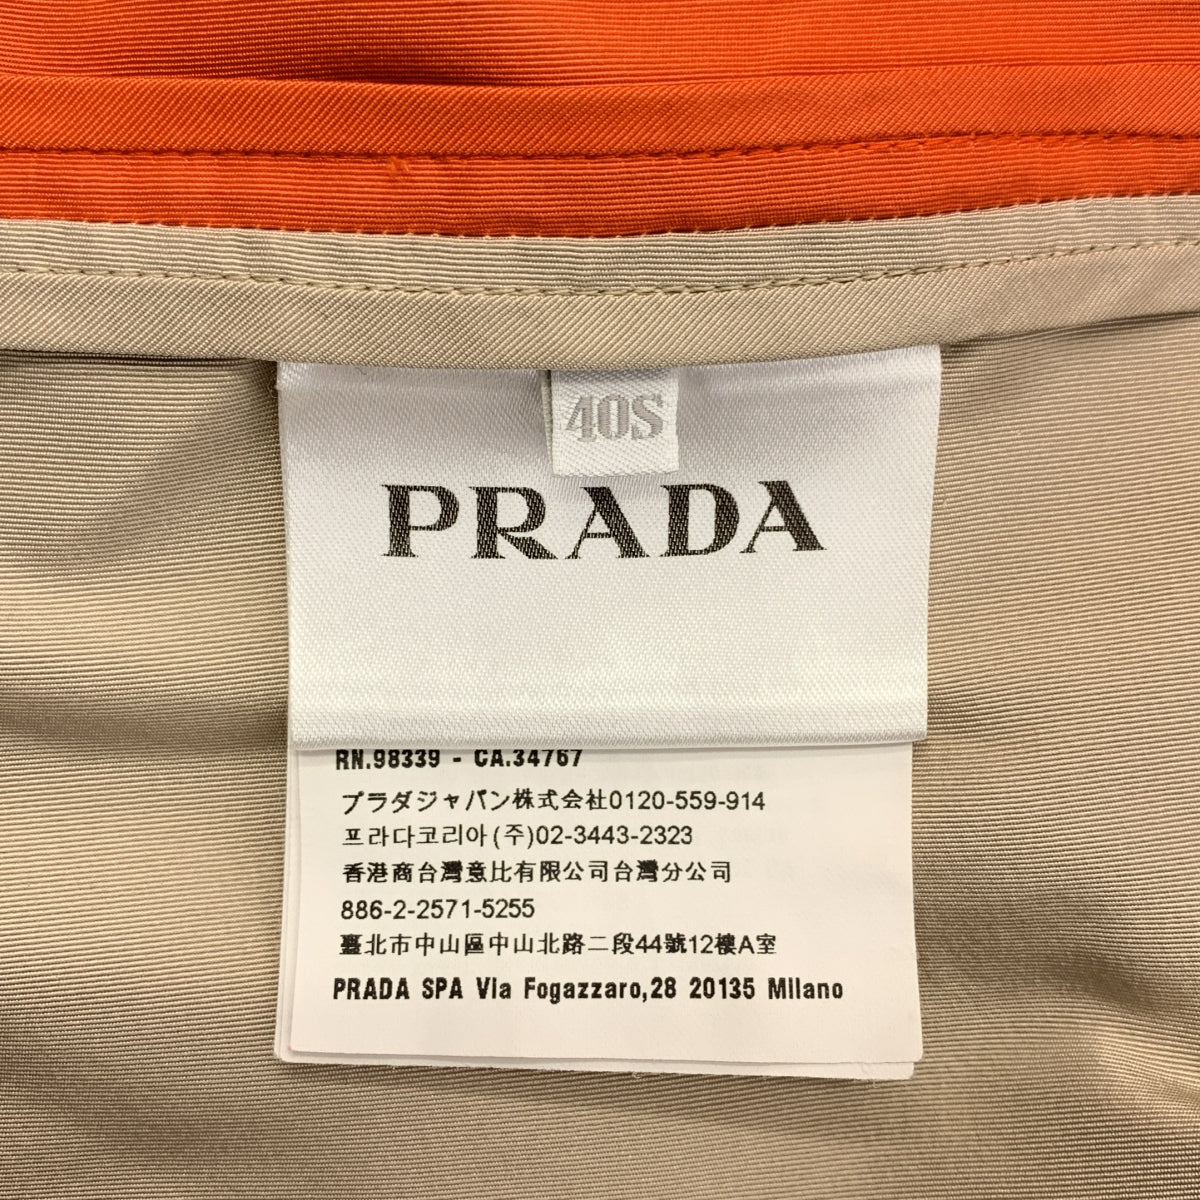 40S
PRADA
RN.98339 - CA.34767
プラダジャパン株式会社0120-559-914
프라다코리아(주)02-3443-2323
香港商台灣意比有限公司台灣分公司
886-2-2571-5255
臺北市中山區中山北路二段44號12樓A室
PRADA SPA Via Fogazzaro,28 20135 Milano